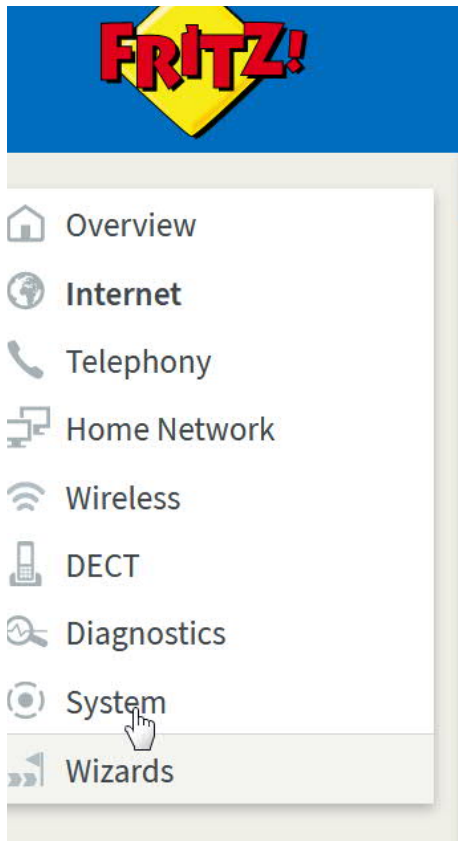 FRITZ!
Overview
Internet
Telephony
Home Network
Wireless
DECT
Diagnostics
System
Wizards